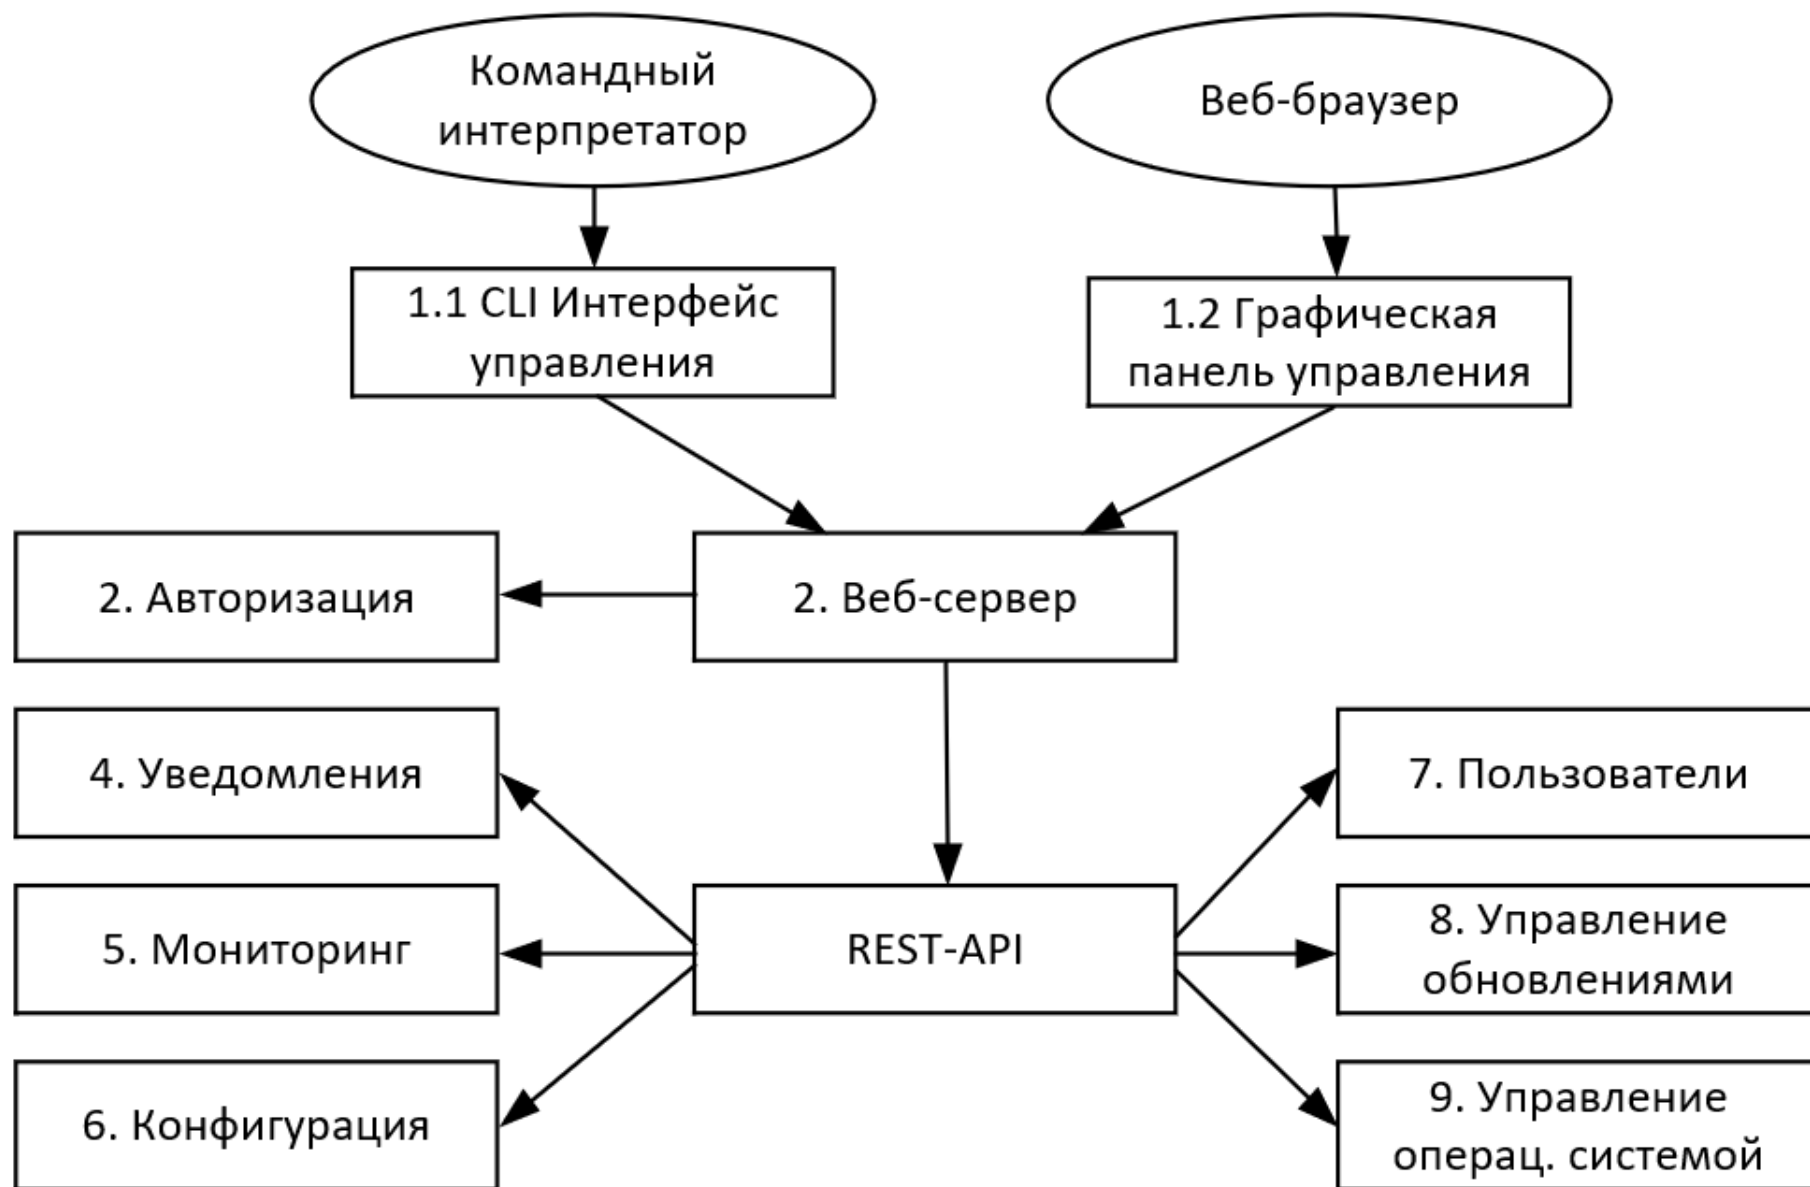 Командный
интерпретатор
Веб-браузер
1.1 CLI Интерфейс
управления
1.2 Графическая
панель управления
2. Авторизация
2. Веб-сервер
4. Уведомления
7. Пользователи
5. Мониторинг
REST-API
8. Управление
обновлениями
6. Конфигурация
9. Управление
операц. системой